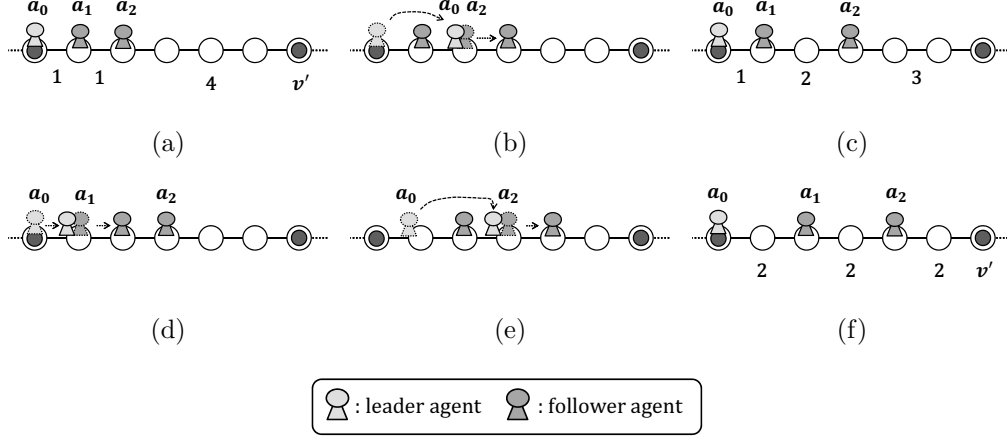 a₀ a₁ a₂
1 1 4 v'
(a)
a₀ a₂
(b)
a₀ a₁ a₂
1 2 3
(c)
a₀ a₁ a₂
(d)
a₀ a₂
(e)
a₀ a₁ a₂
2 2 2 v'
(f)
: leader agent : follower agent